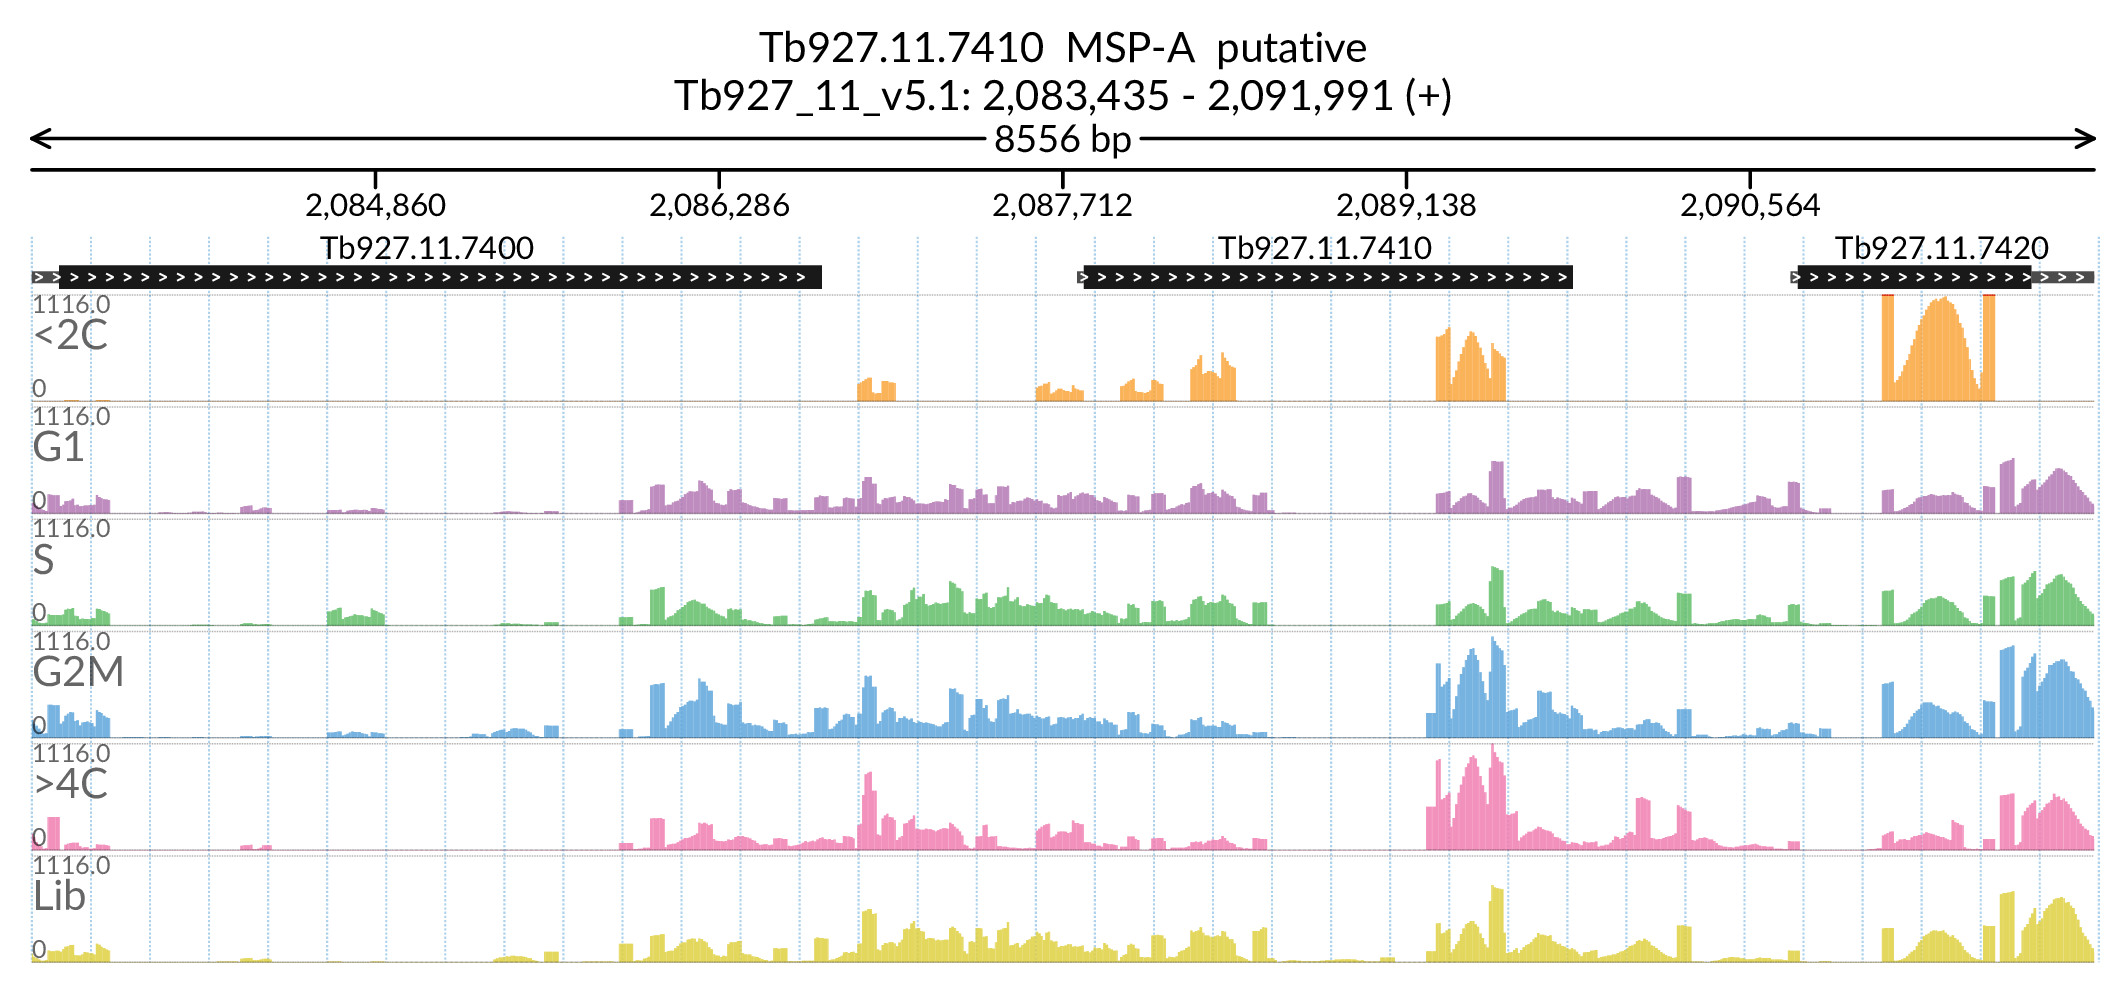 Tb927.11.7410 MSP-A putative
Tb927_11_v5.1: 2,083,435 - 2,091,991 (+)
8556 bp
2,084,860 2,086,286 2,087,712 2,089,138 2,090,564
Tb927.11.7400 Tb927.11.7410 Tb927.11.7420
1116.0
<2C
0
1116.0
G1
0
1116.0
S
0
1116.0
G2M
0
1116.0
>4C
0
1116.0
Lib
0